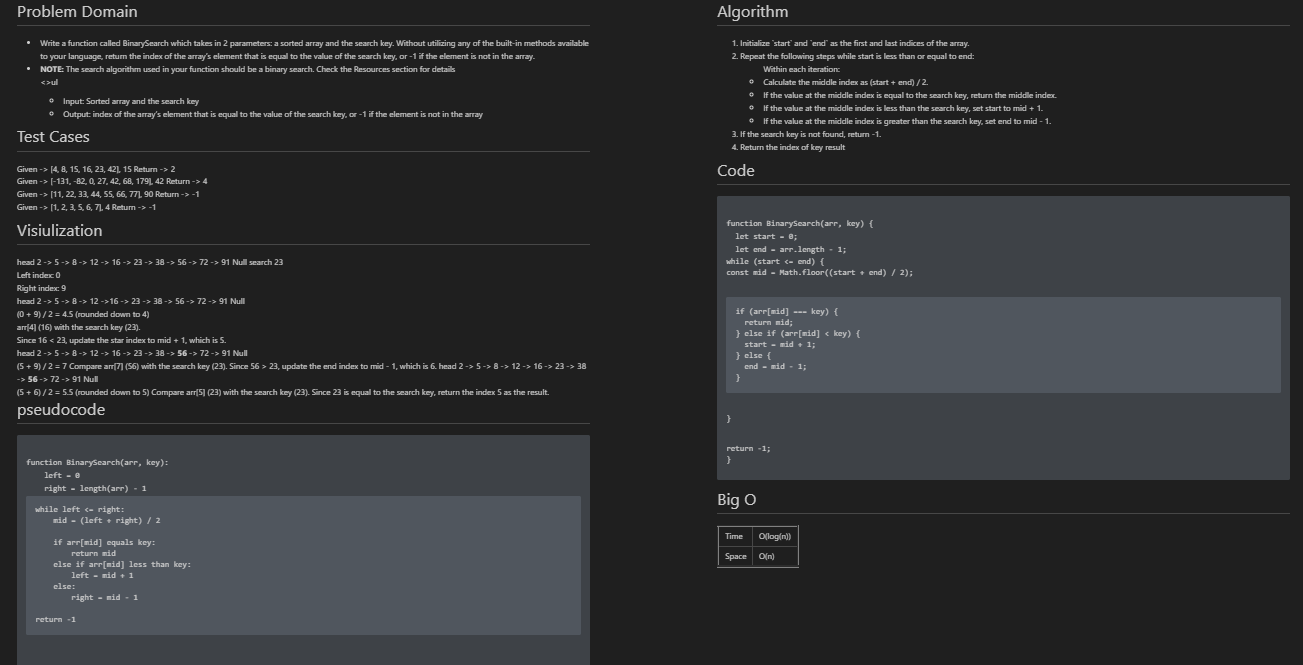 Problem Domain
• Write a function called BinarySearch which takes in 2 parameters: a sorted array and the search key. Without utilizing any of the built-in methods available
to your language, return the index of the array's element that is equal to the value of the search key, or -1 if the element is not in the array.
• NOTE: The search algorithm used in your function should be a binary search. Check the Resources section for details
<>ul
○ Input: Sorted array and the search key
○ Output: index of the array's element that is equal to the value of the search key, or -1 if the element is not in the array
Test Cases
Given -> [4, 8, 15, 16, 23, 42], 15 Return -> 2
Given -> [-131, -82, 0, 27, 42, 68, 179], 42 Return -> 4
Given -> [11, 22, 33, 44, 55, 66, 77], 90 Return -> -1
Given -> [1, 2, 3, 5, 6, 7], 4 Return -> -1
Visiulization
head 2 -> 5 -> 8 -> 12 -> 16 -> 23 -> 38 -> 56 -> 72 -> 91 Null search 23
Left index: 0
Right index: 9
head 2 -> 5 -> 8 -> 12 ->16 -> 23 -> 38 -> 56 -> 72 -> 91 Null
(0 + 9) / 2 = 4.5 (rounded down to 4)
arr[4] (16) with the search key (23).
Since 16 < 23, update the star index to mid + 1, which is 5.
head 2 -> 5 -> 8 -> 12 -> 16 -> 23 -> 38 -> 56 -> 72 -> 91 Null
(5 + 9) / 2 = 7 Compare arr[7] (56) with the search key (23). Since 56 > 23, update the end index to mid - 1, which is 6. head 2 -> 5 -> 8 -> 12 -> 16 -> 23 -> 38
-> 56 -> 72 -> 91 Null
(5 + 6) / 2 = 5.5 (rounded down to 5) Compare arr[5] (23) with the search key (23). Since 23 is equal to the search key, return the index 5 as the result.
pseudocode
function BinarySearch(arr, key):
left = 0
right = length(arr) - 1
while left <= right:
mid = (left + right) / 2
if arr[mid] equals key:
return mid
else if arr[mid] less than key:
left = mid + 1
else:
right = mid - 1
return -1
Algorithm
1. Initialize `start` and `end` as the first and last indices of the array.
2. Repeat the following steps while start is less than or equal to end:
Within each iteration:
○ Calculate the middle index as (start + end) / 2.
○ If the value at the middle index is equal to the search key, return the middle index.
○ If the value at the middle index is less than the search key, set start to mid + 1.
○ If the value at the middle index is greater than the search key, set end to mid - 1.
3. If the search key is not found, return -1.
4. Return the index of key result
Code
function BinarySearch(arr, key) {
let start = 0;
let end = arr.length - 1;
while (start <= end) {
const mid = Math.floor((start + end) / 2);
if (arr[mid] === key) {
return mid;
} else if (arr[mid] < key) {
start = mid + 1;
} else {
end = mid - 1;
}
}
return -1;
}
Big O
Time O(log(n))
Space O(n)